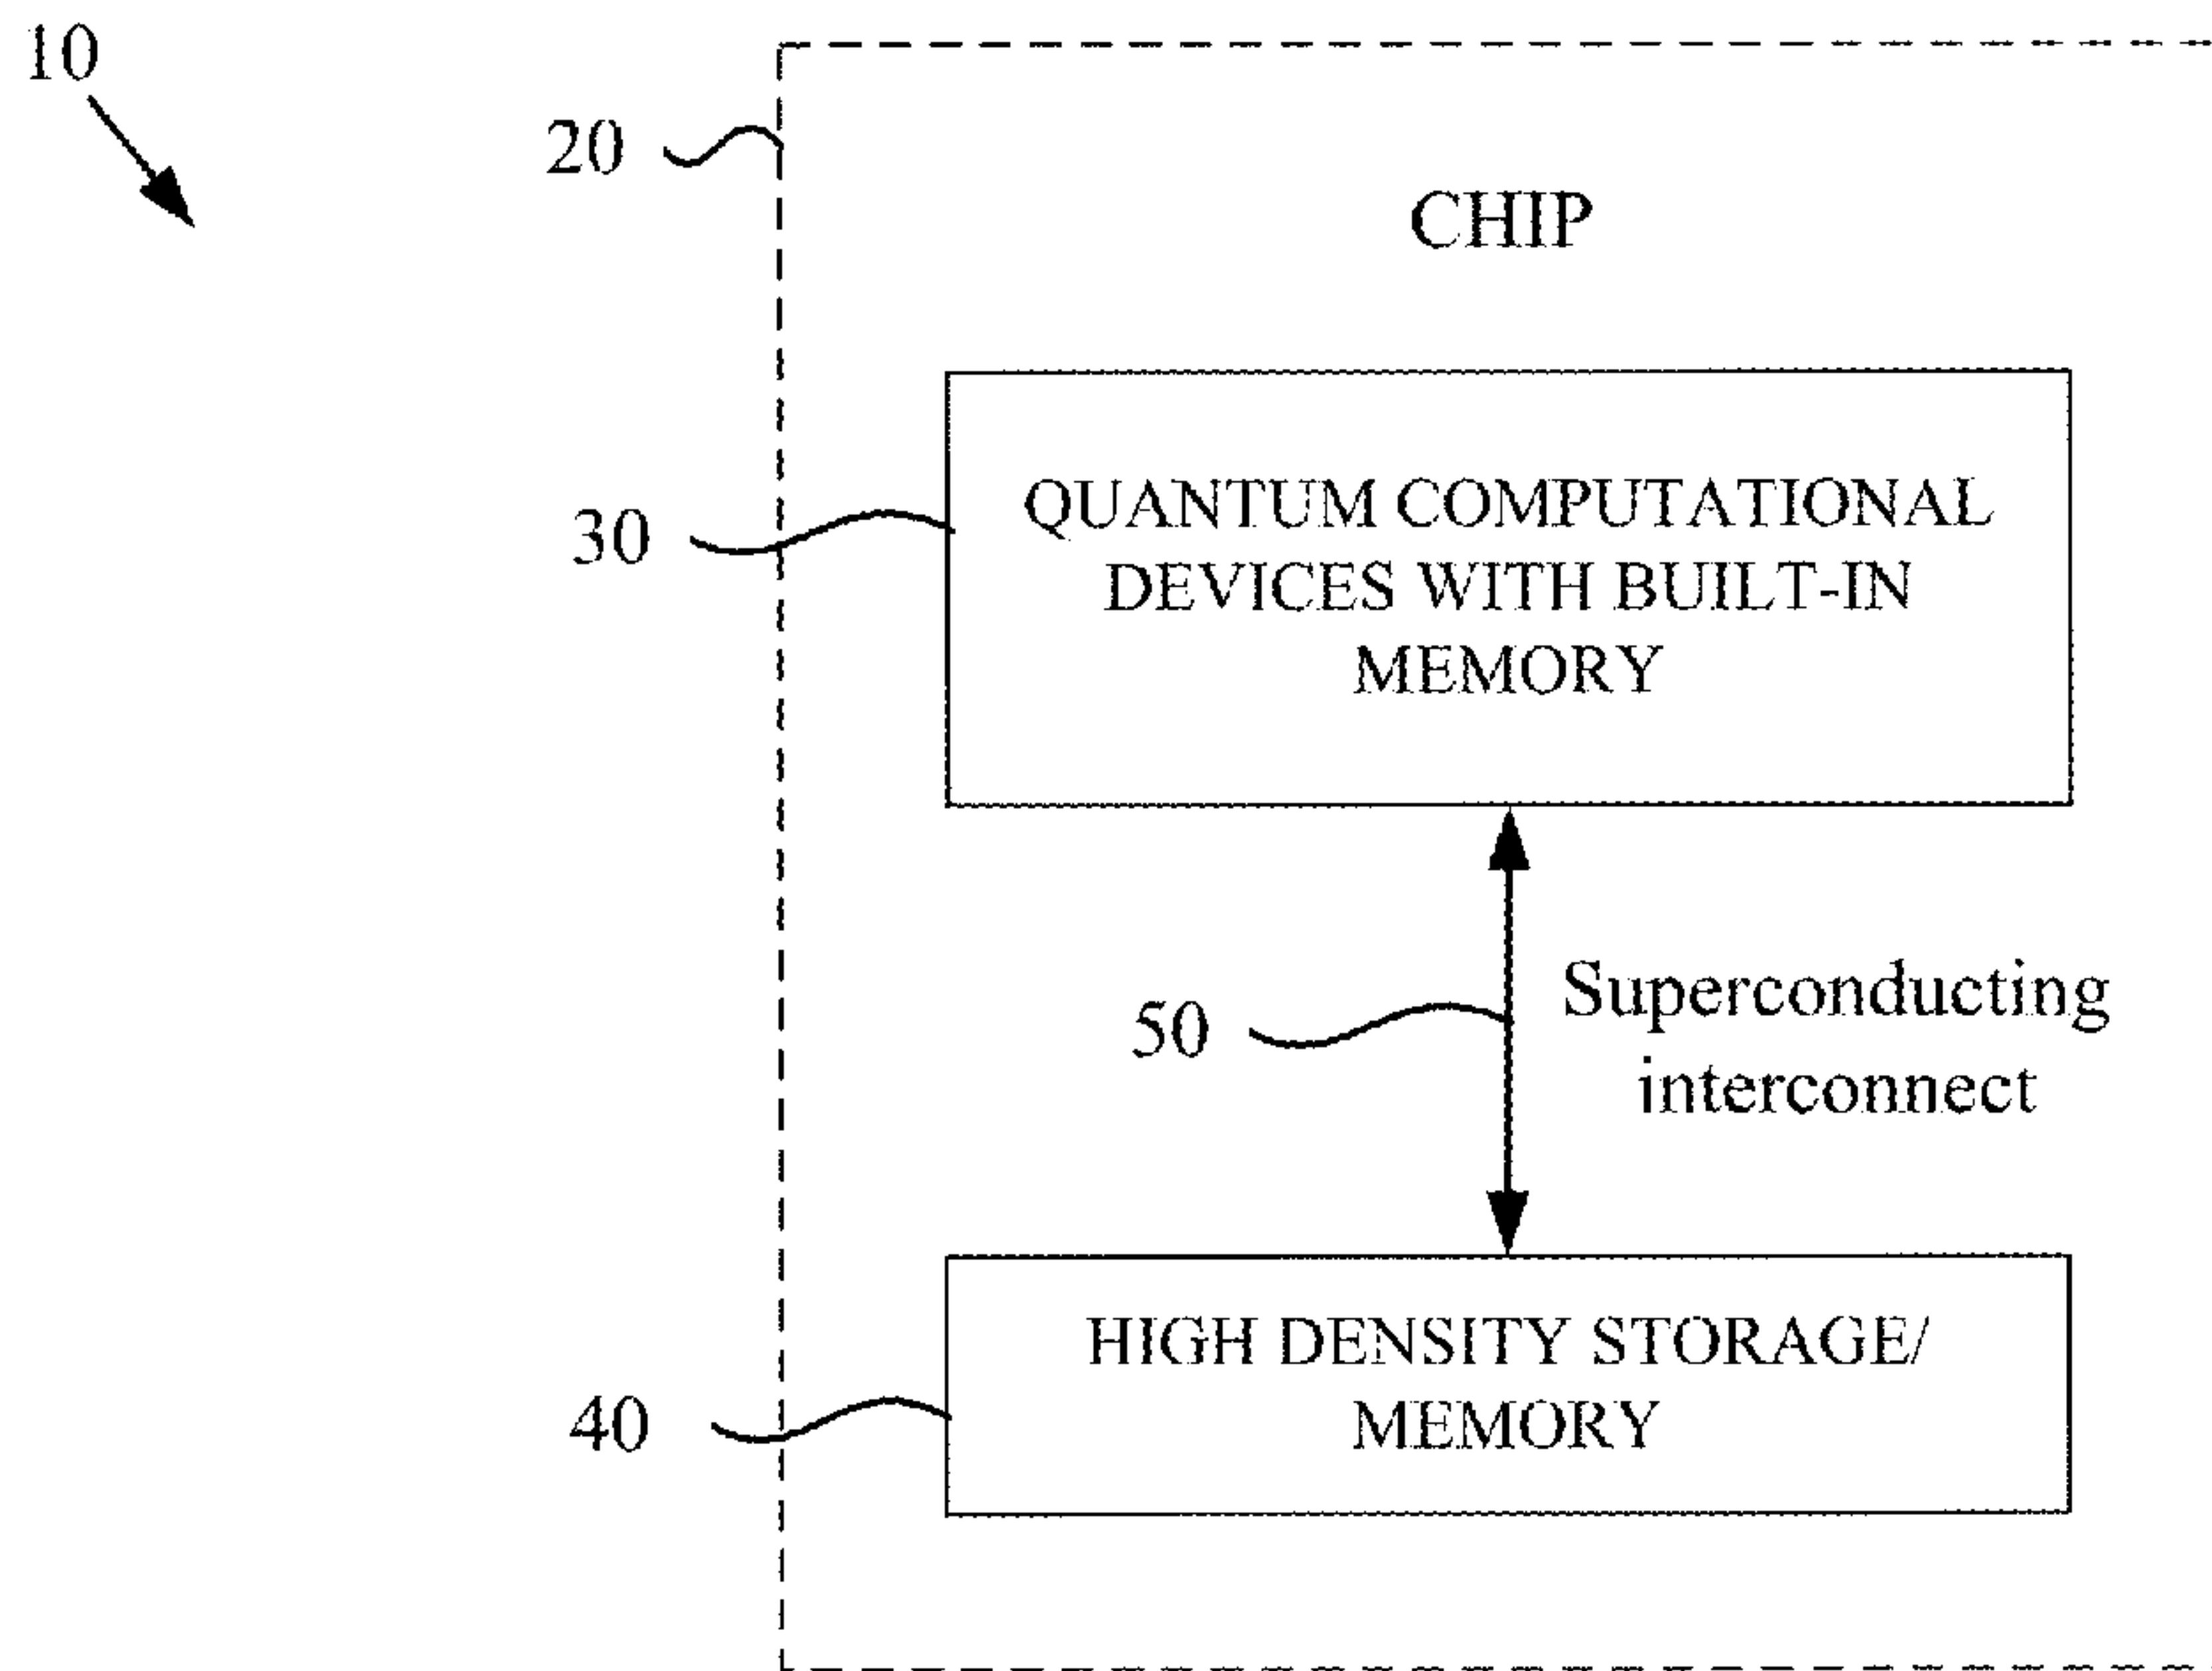 10
20
CHIP
30
QUANTUM COMPUTATIONAL
DEVICES WITH BUILT-IN
MEMORY
50
Superconducting
interconnect
40
HIGH DENSITY STORAGE/
MEMORY